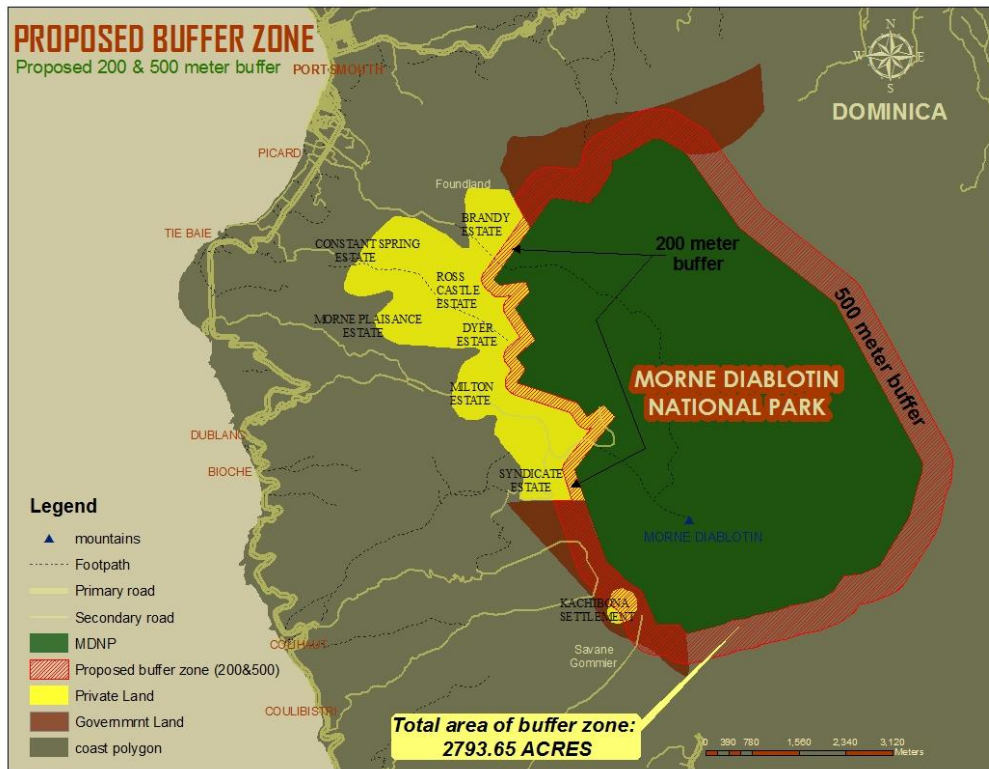 PROPOSED BUFFER ZONE
Proposed 200 & 500 meter buffer
PORTSMOUTH
N
W
E
S
DOMINICA
PICARD
Foundland
TIE BAIE
BRANDY
ESTATE
CONSTANT SPRING
ESTATE
200 meter
buffer
ROSS
CASTLE
ESTATE
MORNE PLAISANCE
ESTATE
DYER
ESTATE
500 meter buffer
MORNE DIABLOTIN
NATIONAL PARK
MILTON
ESTATE
DUBLANC
BIOCHE
SYNDICATE
ESTATE
MORNE DIABLOTIN
KACHIBONA
SETTLEMENT
Savane
Gommier
COLIHAUT
COULIBISTRI
Legend
mountains
Footpath
Primary road
Secondary road
MDNP
Proposed buffer zone (200&500)
Private Land
Governmrnt Land
coast polygon
Total area of buffer zone:
2793.65 ACRES
0 390 780 1,560 2,340 3,120
Meters